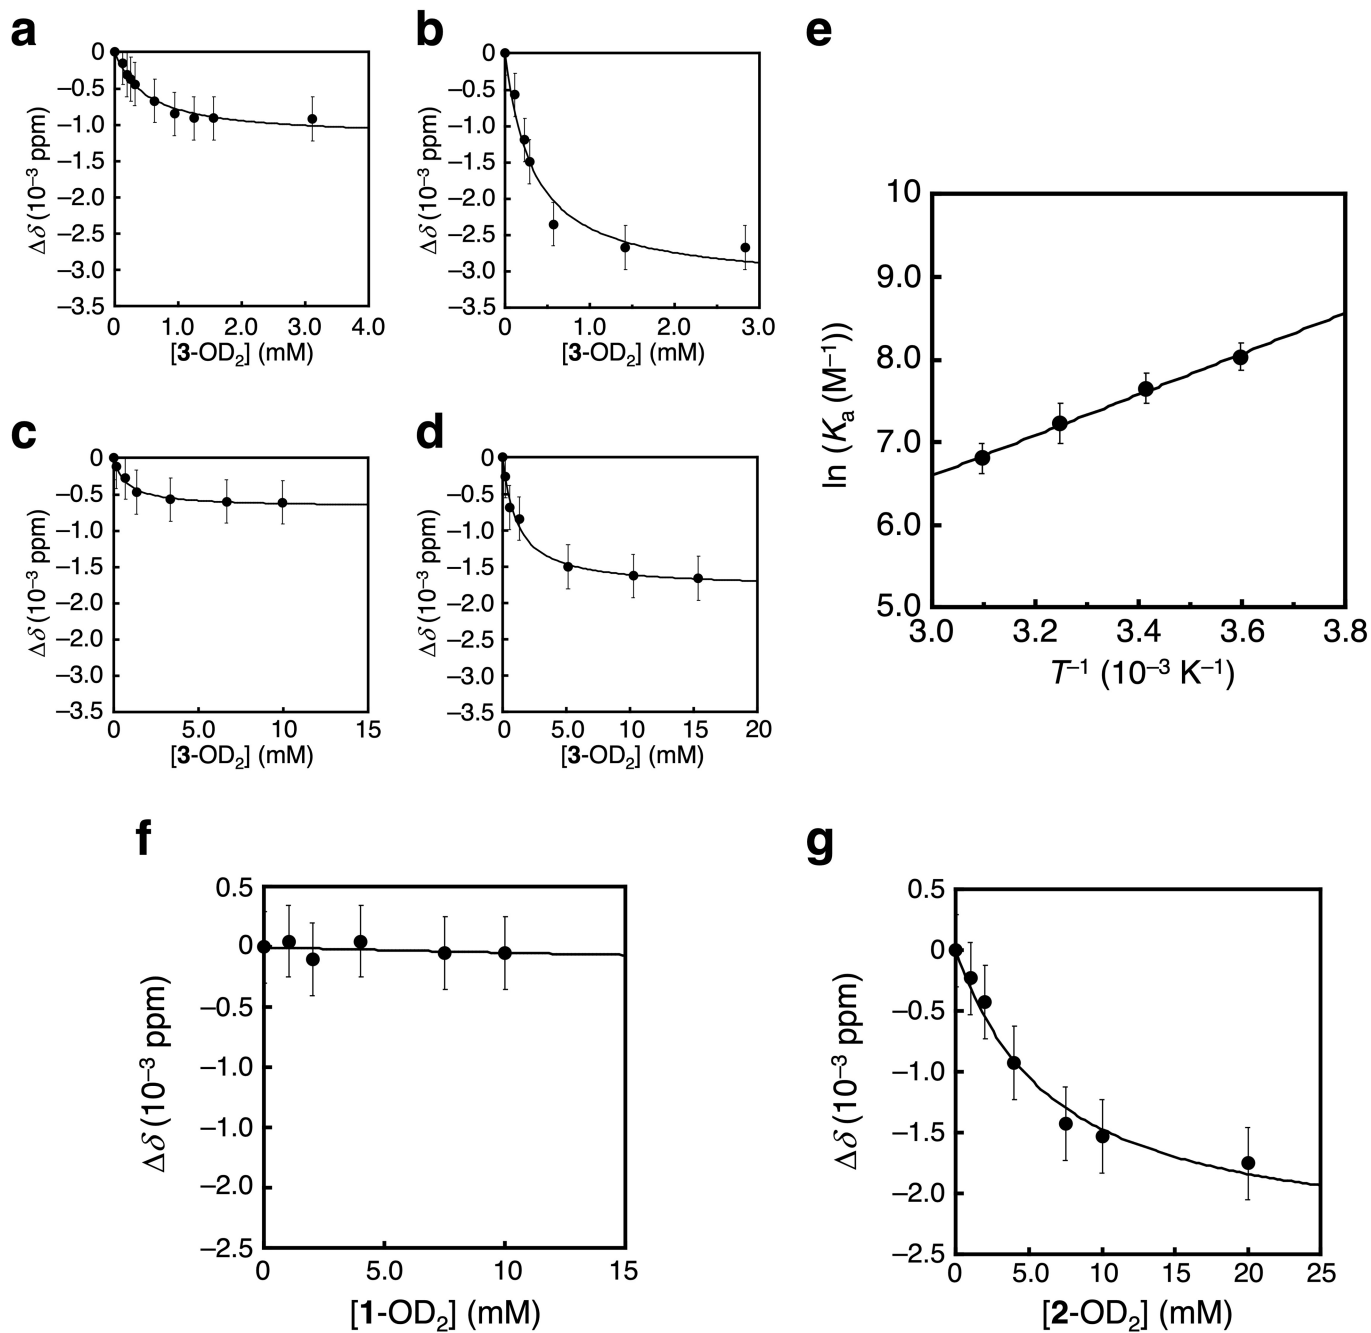 a
0
−0.5
−1.0
−1.5
−2.0
−2.5
−3.0
−3.5
Δδ (10⁻³ ppm)
0 1.0 2.0 3.0 4.0
[3-OD₂] (mM)
b
0
−0.5
−1.0
−1.5
−2.0
−2.5
−3.0
−3.5
Δδ (10⁻³ ppm)
0 1.0 2.0 3.0
[3-OD₂] (mM)
c
0
−0.5
−1.0
−1.5
−2.0
−2.5
−3.0
−3.5
Δδ (10⁻³ ppm)
0 5.0 10 15
[3-OD₂] (mM)
d
0
−0.5
−1.0
−1.5
−2.0
−2.5
−3.0
−3.5
Δδ (10⁻³ ppm)
0 5.0 10 15 20
[3-OD₂] (mM)
e
10
9.0
8.0
7.0
6.0
5.0
ln (Kₐ (M⁻¹))
3.0 3.2 3.4 3.6 3.8
T⁻¹ (10⁻³ K⁻¹)
f
0.5
0
−0.5
−1.0
−1.0
−2.0
−2.5
Δδ (10⁻³ ppm)
0 5.0 10 15
[1-OD₂] (mM)
g
0.5
0
−0.5
−1.0
−1.5
−2.0
−2.5
Δδ (10⁻³ ppm)
0 5.0 10 15 20 25
[2-OD₂] (mM)